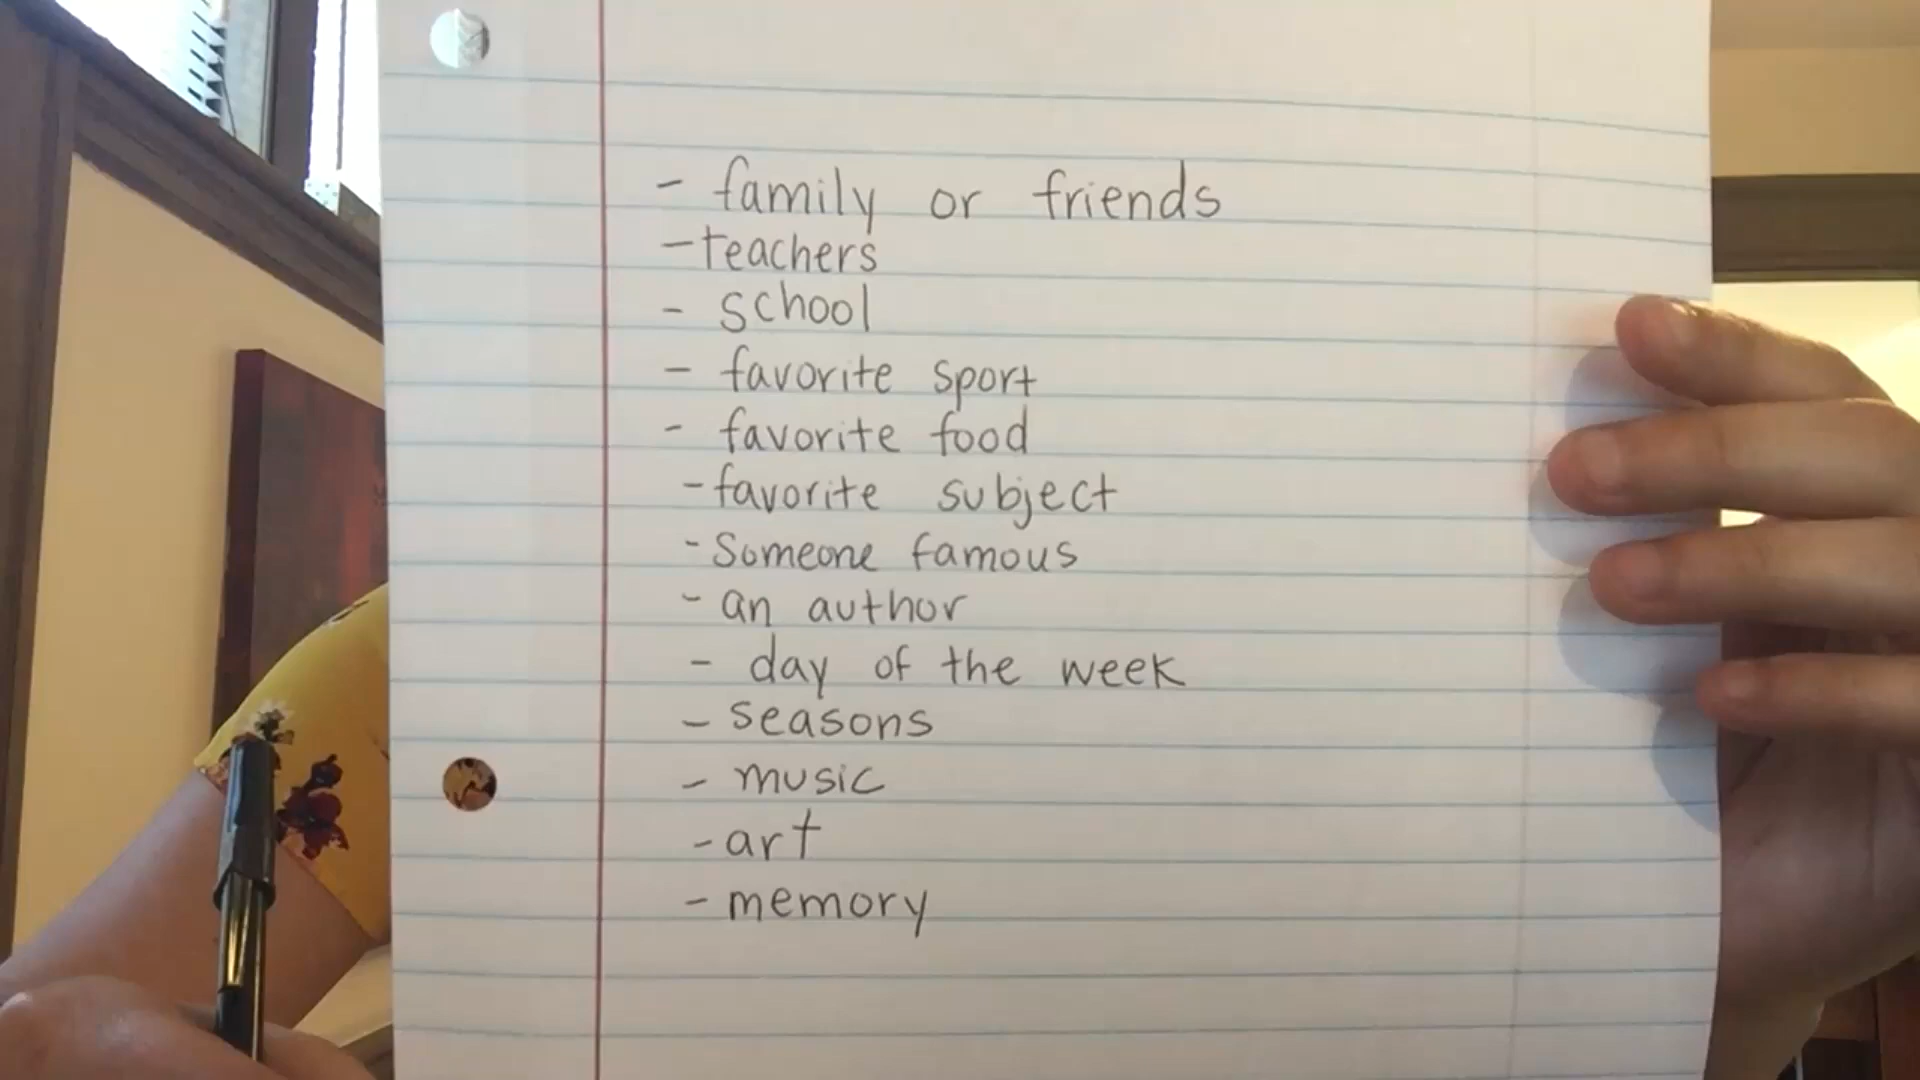 - family or friends
- teachers
- school
- favorite sport
- favorite food
- favorite subject
- Someone famous
- an author
- day of the week
- seasons
- music
- art
- memory